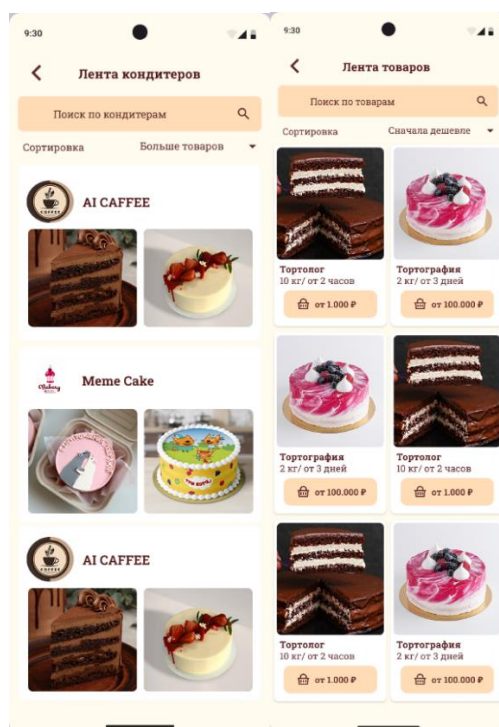 9:30
Лента кондитеров
Поиск по кондитерам
Сортировка
Больше товаров
COFFEE
AI CAFFEE
Meme Cake
COFFEE
AI CAFFEE
9:30
Лента товаров
Поиск по товарам
Сортировка
Сначала дешевле
Тортолог
10 кг/ от 2 часов
от 1.000 ₽
Тортография
2 кг/ от 3 дней
от 100.000 ₽
Тортография
2 кг/ от 3 дней
от 100.000 ₽
Тортолог
10 кг/ от 2 часов
от 1.000 ₽
Тортолог
10 кг/ от 2 часов
от 1.000 ₽
Тортография
2 кг/ от 3 дней
от 100.000 ₽